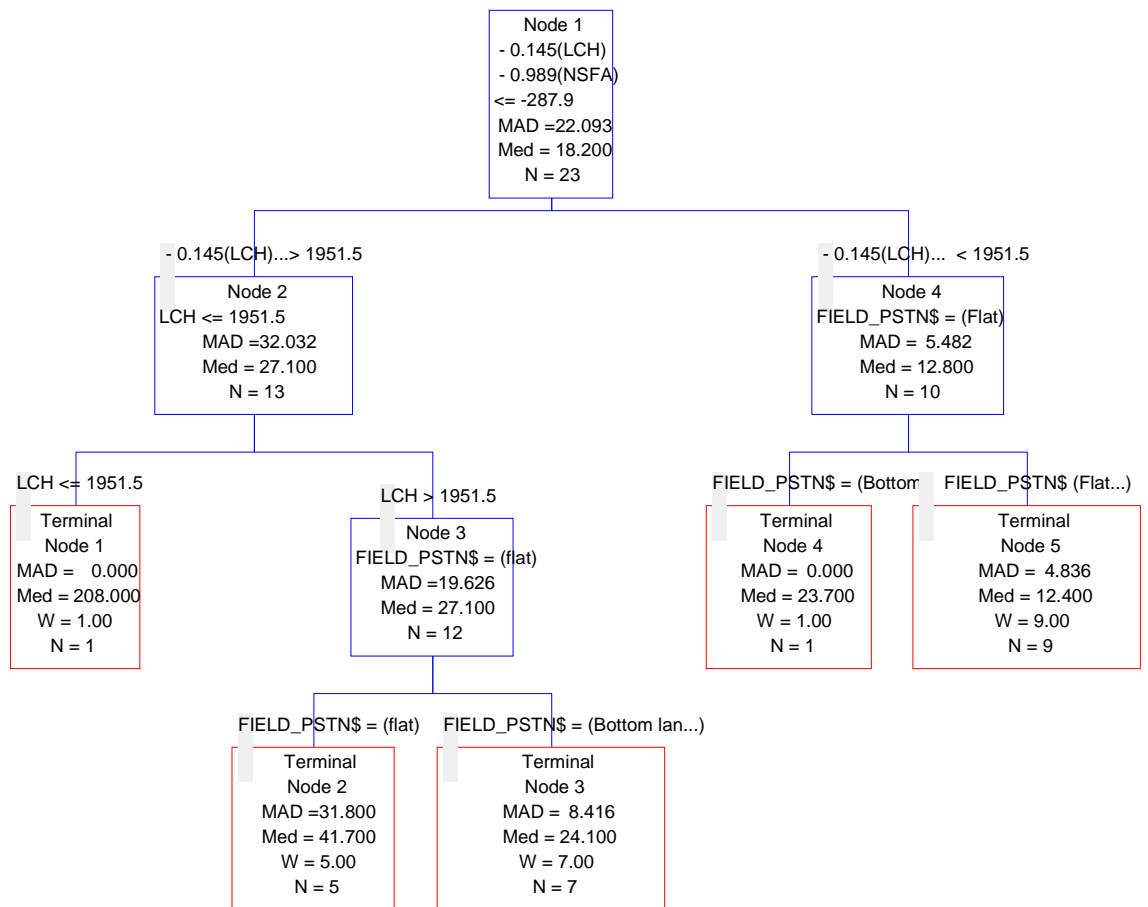 Node 1
- 0.145(LCH)
- 0.989(NSFA)
<= -287.9
MAD =22.093
Med = 18.200
N = 23
- 0.145(LCH)...> 1951.5
- 0.145(LCH)... < 1951.5
Node 2
LCH <= 1951.5
MAD =32.032
Med = 27.100
N = 13
Node 4
FIELD_PSTN$ = (Flat)
MAD = 5.482
Med = 12.800
N = 10
LCH <= 1951.5
LCH > 1951.5
FIELD_PSTN$ = (Bottom
FIELD_PSTN$ (Flat...)
Terminal
Node 1
MAD = 0.000
Med = 208.000
W = 1.00
N = 1
Node 3
FIELD_PSTN$ = (flat)
MAD =19.626
Med = 27.100
N = 12
Terminal
Node 4
MAD = 0.000
Med = 23.700
W = 1.00
N = 1
Terminal
Node 5
MAD = 4.836
Med = 12.400
W = 9.00
N = 9
FIELD_PSTN$ = (flat)
FIELD_PSTN$ = (Bottom lan...)
Terminal
Node 2
MAD =31.800
Med = 41.700
W = 5.00
N = 5
Terminal
Node 3
MAD = 8.416
Med = 24.100
W = 7.00
N = 7